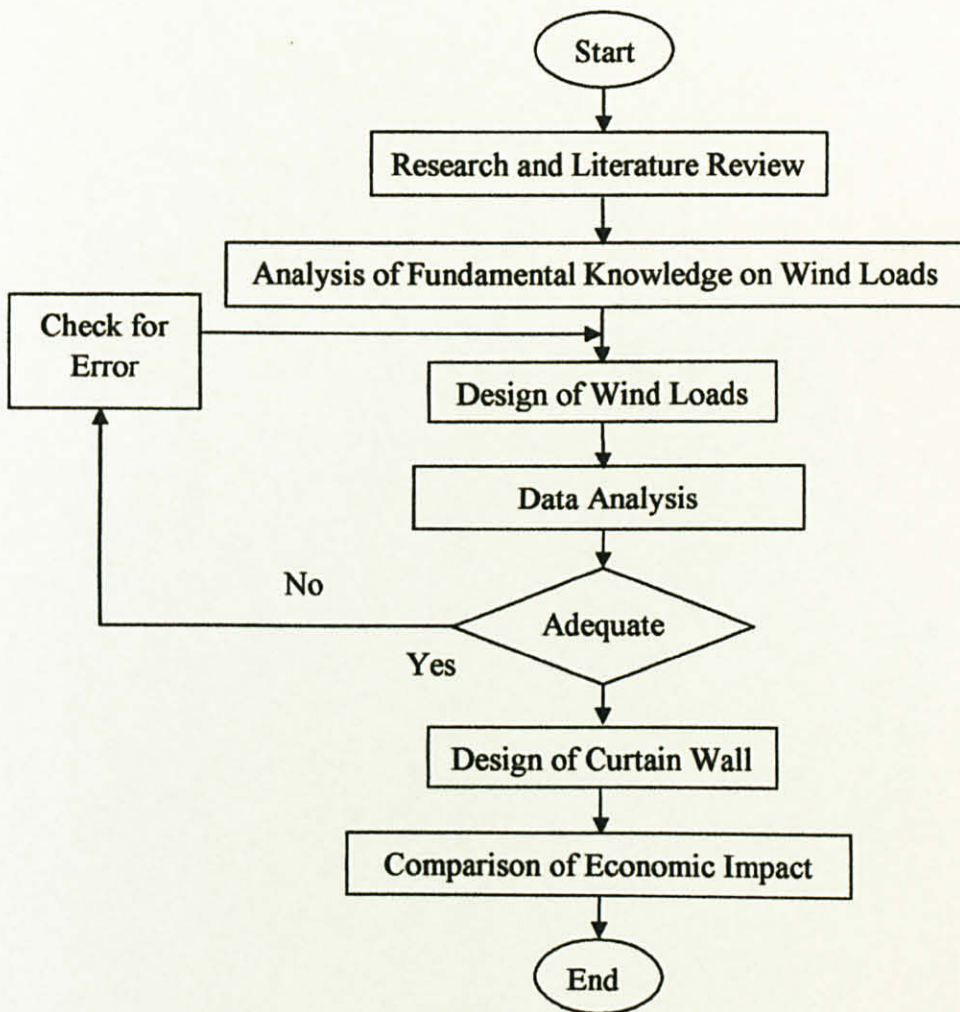 Start
Research and Literature Review
Analysis of Fundamental Knowledge on Wind Loads
Check for
Error
Design of Wind Loads
Data Analysis
No
Adequate
Yes
Design of Curtain Wall
Comparison of Economic Impact
End